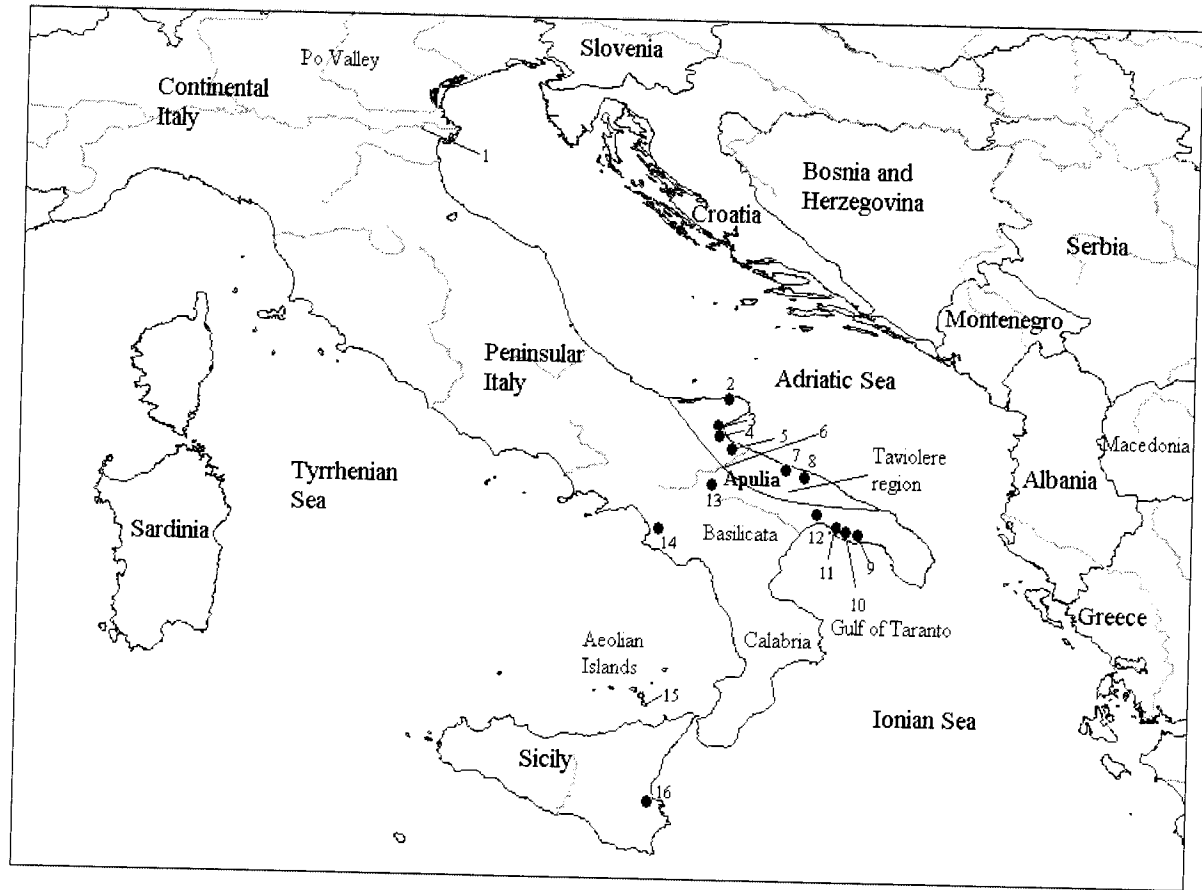 Slovenia
Po Valley
Continental
Italy
1
Bosnia and
Herzegovina
Croatia
Serbia
Montenegro
Peninsular
Italy
Adriatic Sea
2
3
4
5
6
Macedonia
7
8
Taviolere
region
Apulia
Albania
Tyrrhenian
Sea
13
Sardinia
14
Basilicata
12
11
9
10
Greece
Gulf of Taranto
Calabria
Aeolian
Islands
15
Ionian Sea
Sicily
16